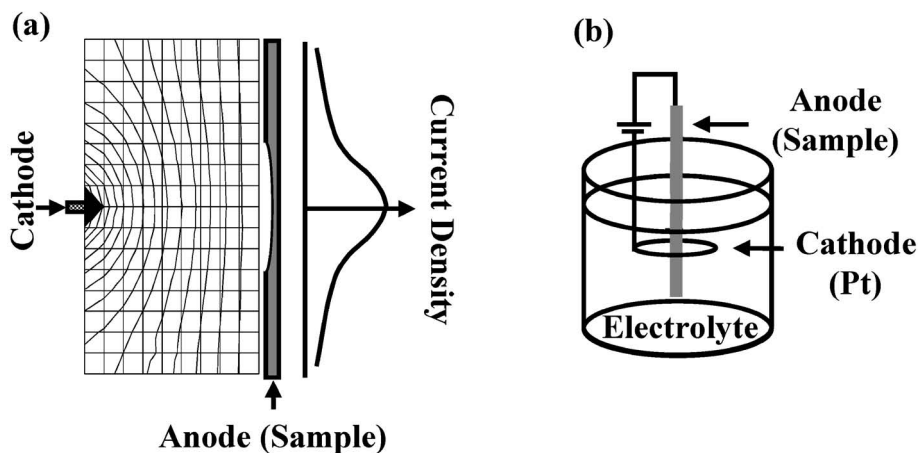 (a)
Cathode
Anode (Sample)
Current Density
(b)
Anode
(Sample)
Cathode
(Pt)
Electrolyte